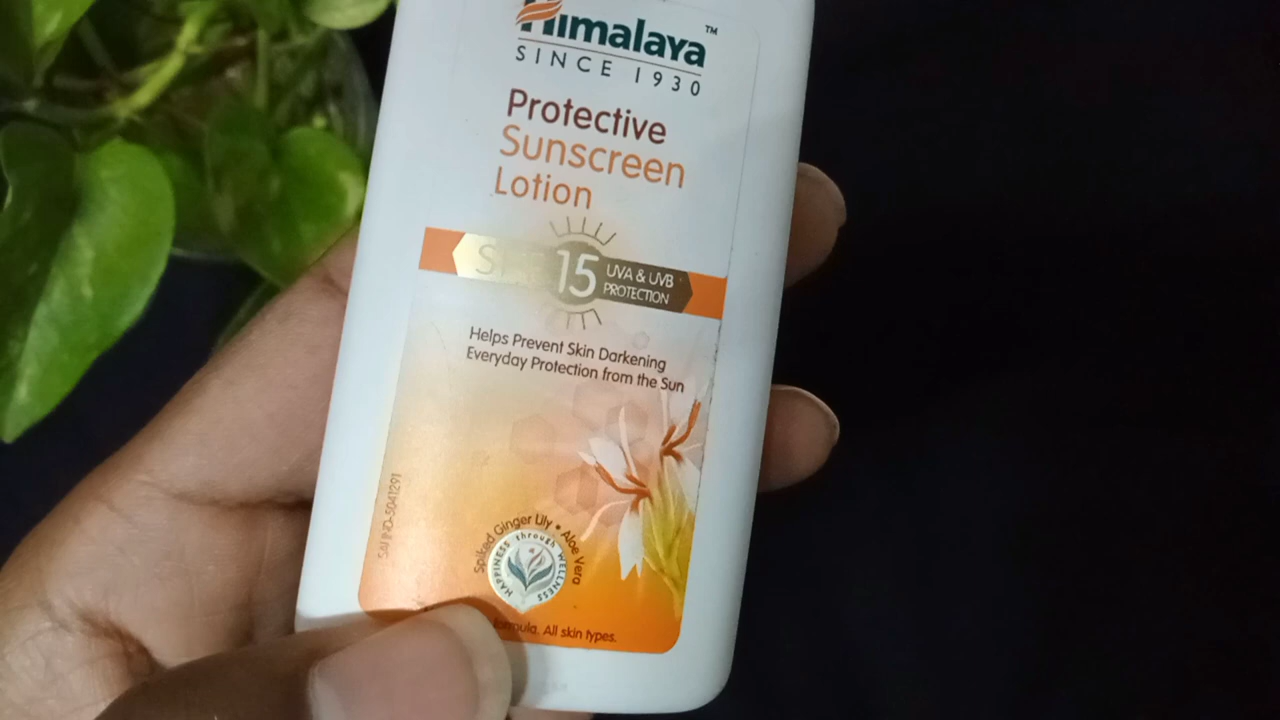 Himalaya™
SINCE 1930
Protective
Sunscreen
Lotion
15
UVA & UVB
PROTECTION
Helps Prevent Skin Darkening
Everyday Protection from the Sun
Spiked Ginger Lily • Aloe Vera
HAPPINESS through WELLNESS
formula. All skin types.